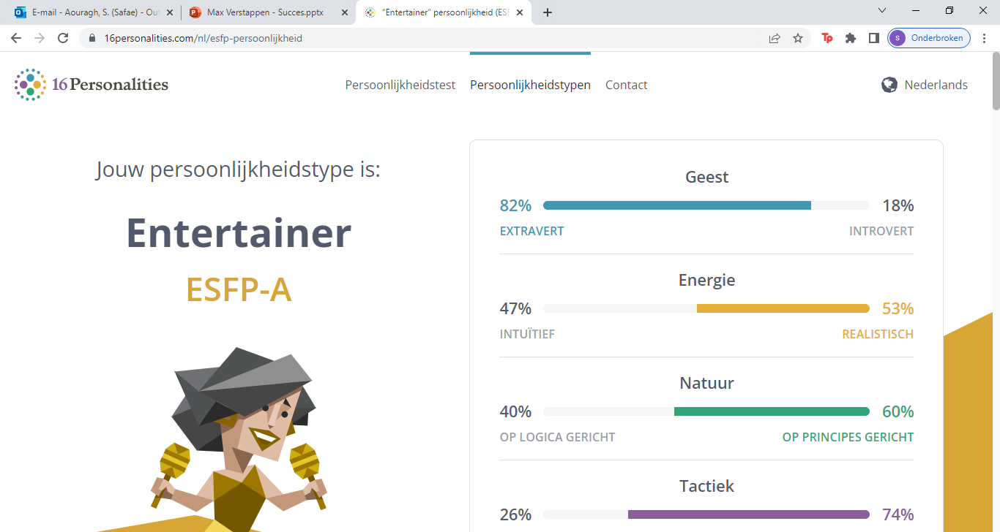 E-mail - Aouragh, S. (Safae) - Out
Max Verstappen - Succes.pptx
"Entertainer" persoonlijkheid (ESF
16personalities.com/nl/esfp-persoonlijkheid
Tp
S Onderbroken
16Personalities
Persoonlijkheidstest
Persoonlijkheidstypen
Contact
Nederlands
Jouw persoonlijkheidstype is:
Entertainer
ESFP-A
Geest
82% 18%
EXTRAVERT INTROVERT
Energie
47% 53%
INTUÏTIEF REALISTISCH
Natuur
40% 60%
OP LOGICA GERICHT OP PRINCIPES GERICHT
Tactiek
26% 74%